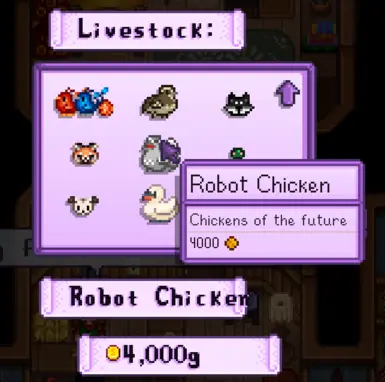 Livestock:
Robot Chicken
Chickens of the future
4000
Robot Chicken
4,000g